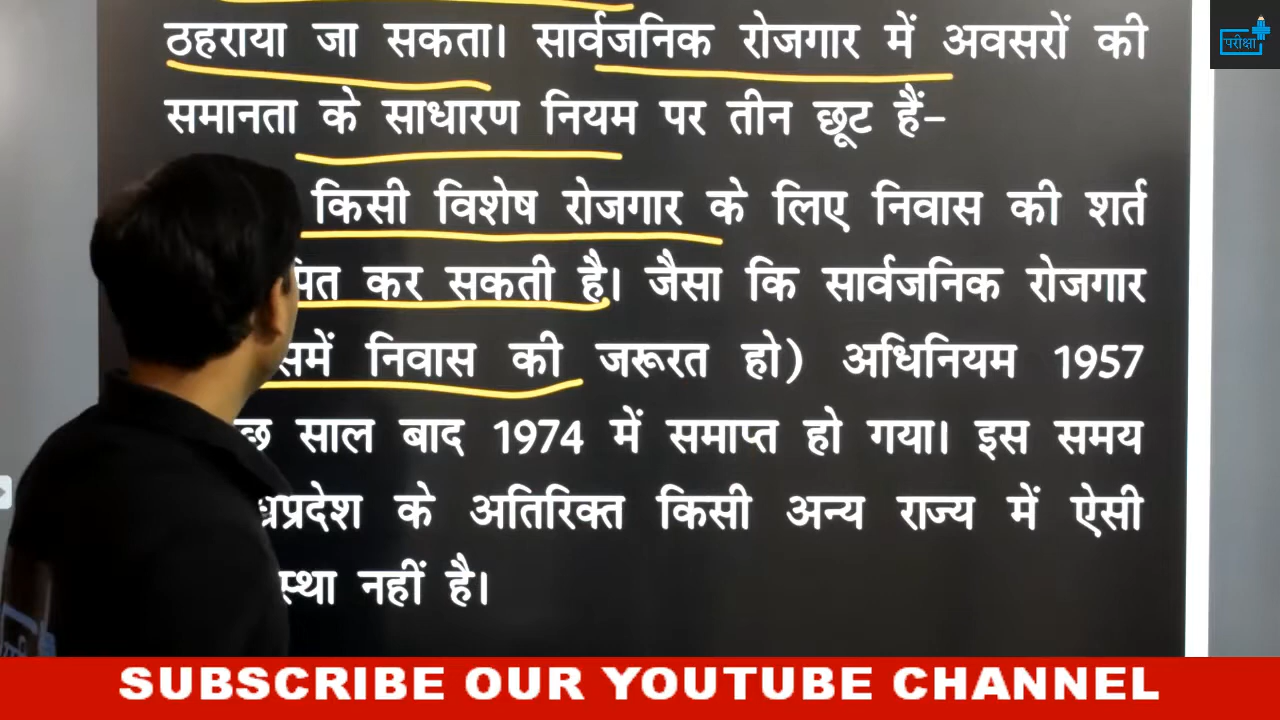 ठहराया जा सकता। सार्वजनिक रोजगार में अवसरों की
समानता के साधारण नियम पर तीन छूट हैं–
किसी विशेष रोजगार के लिए निवास की शर्त
कर सकती है। जैसा कि सार्वजनिक रोजगार
निवास की जरूरत हो) अधिनियम 1957
साल बाद 1974 में समाप्त हो गया। इस समय
के अतिरिक्त किसी अन्य राज्य में ऐसी
नहीं है।
परीक्षा
SUBSCRIBE OUR YOUTUBE CHANNEL